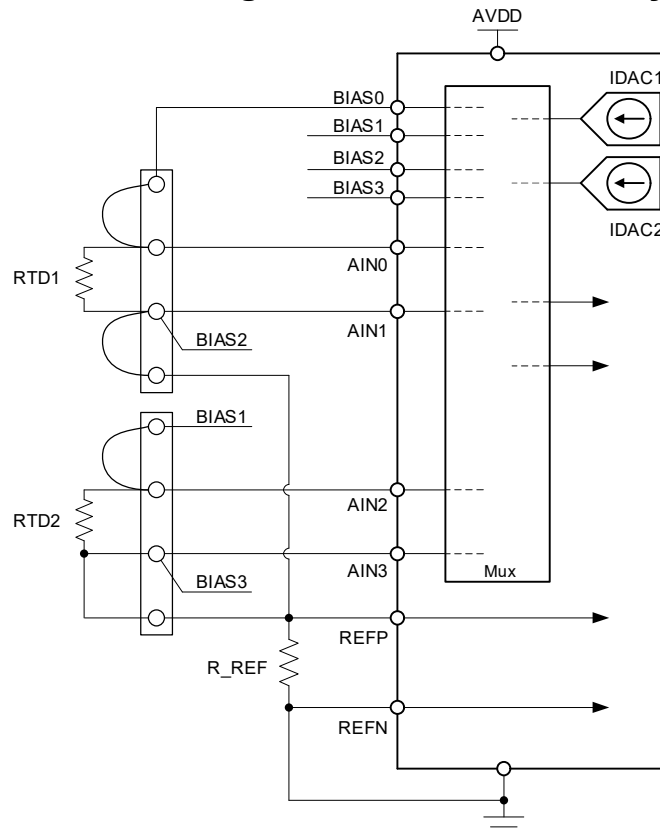 AVDD
IDAC1
BIAS0
BIAS1
BIAS2
BIAS3
IDAC2
AIN0
RTD1
AIN1
BIAS2
BIAS1
AIN2
RTD2
AIN3
BIAS3
Mux
REFP
R_REF
REFN